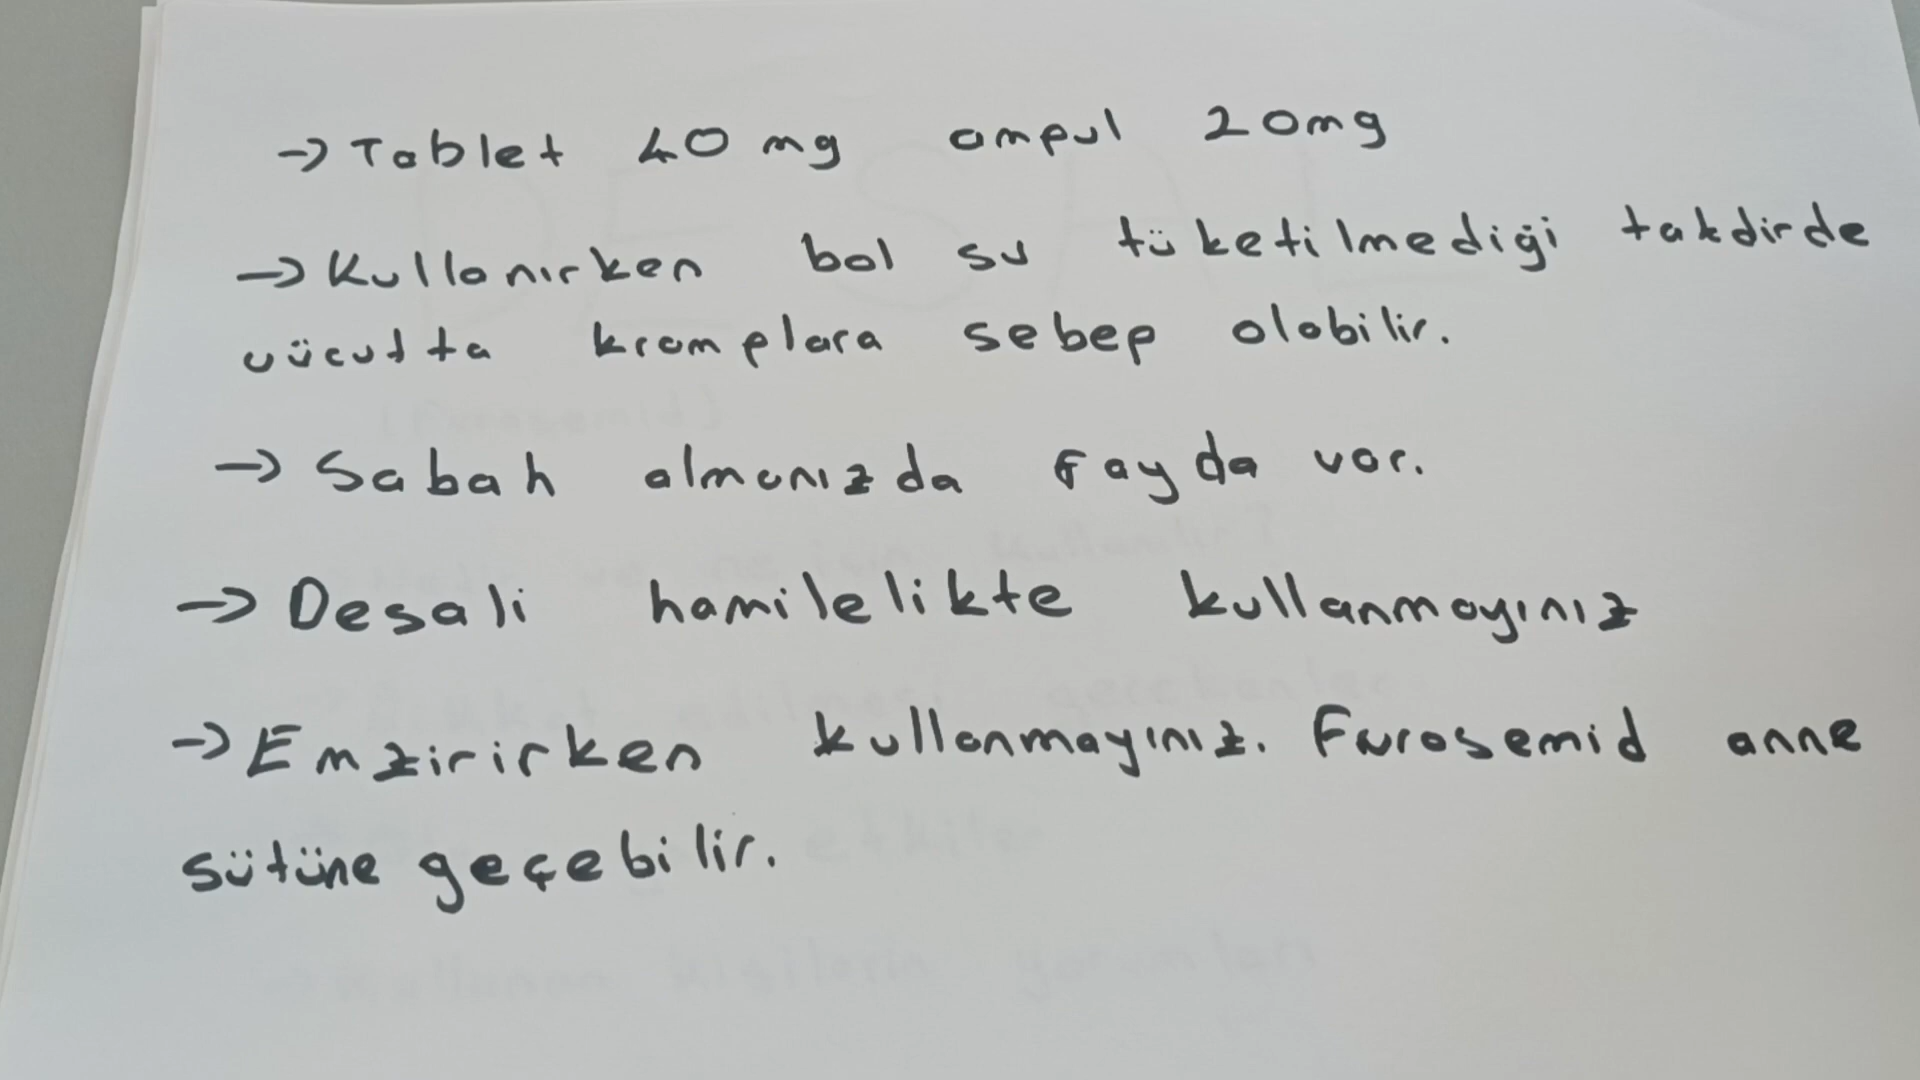 → Tablet 40 mg ampul 20mg
→ Kullanırken bol su tüketilmediği takdirde
vücutta kramplara sebep olabilir.
→ Sabah almanızda fayda var.
→ Desali hamilelikte kullanmayınız
→ Emzirirken kullanmayınız. Furosemid anne
sütüne geçebilir.